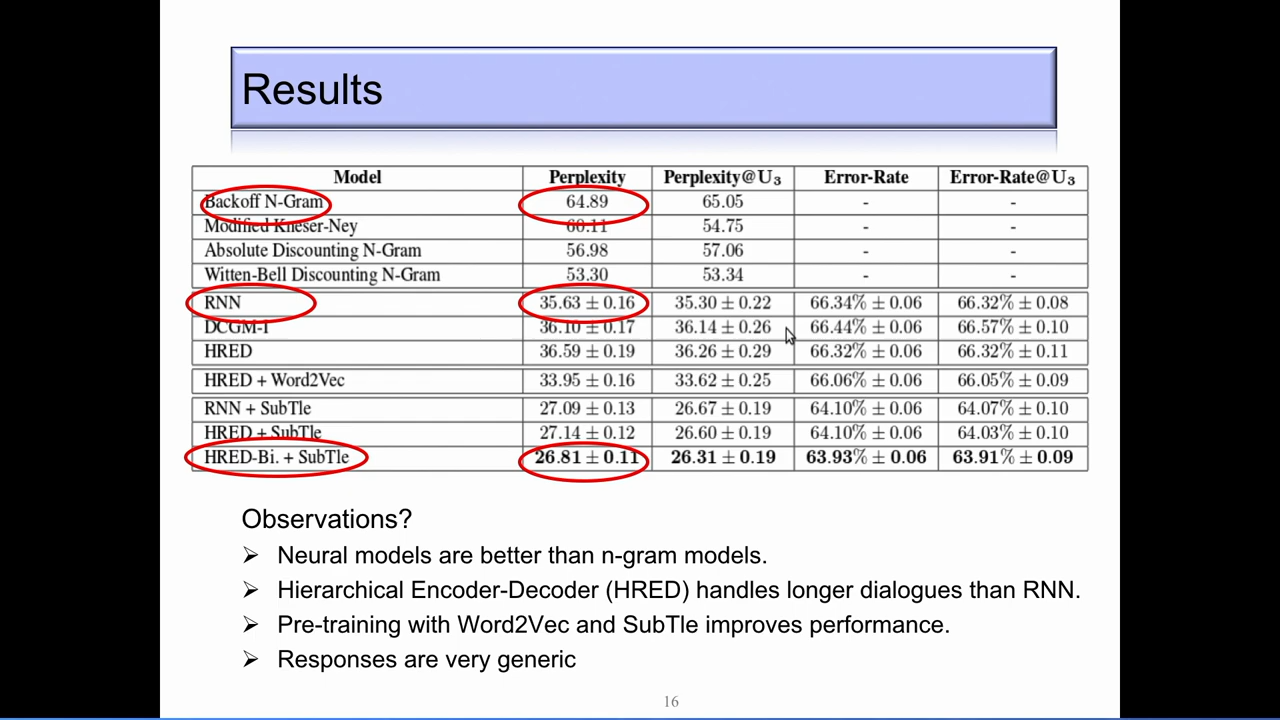 Results
Model Perplexity Perplexity@U3 Error-Rate Error-Rate@U3
Backoff N-Gram 64.89 65.05 - -
Modified Kneser-Ney 60.11 54.75 - -
Absolute Discounting N-Gram 56.98 57.06 - -
Witten-Bell Discounting N-Gram 53.30 53.34 - -
RNN 35.63 ± 0.16 35.30 ± 0.22 66.34% ± 0.06 66.32% ± 0.08
DCGM-I 36.10 ± 0.17 36.14 ± 0.26 66.44% ± 0.06 66.57% ± 0.10
HRED 36.59 ± 0.19 36.26 ± 0.29 66.32% ± 0.06 66.32% ± 0.11
HRED + Word2Vec 33.95 ± 0.16 33.62 ± 0.25 66.06% ± 0.06 66.05% ± 0.09
RNN + SubTle 27.09 ± 0.13 26.67 ± 0.19 64.10% ± 0.06 64.07% ± 0.10
HRED + SubTle 27.14 ± 0.12 26.60 ± 0.19 64.10% ± 0.06 64.03% ± 0.10
HRED-Bi. + SubTle 26.81 ± 0.11 26.31 ± 0.19 63.93% ± 0.06 63.91% ± 0.09
Observations?
➢ Neural models are better than n-gram models.
➢ Hierarchical Encoder-Decoder (HRED) handles longer dialogues than RNN.
➢ Pre-training with Word2Vec and SubTle improves performance.
➢ Responses are very generic
16